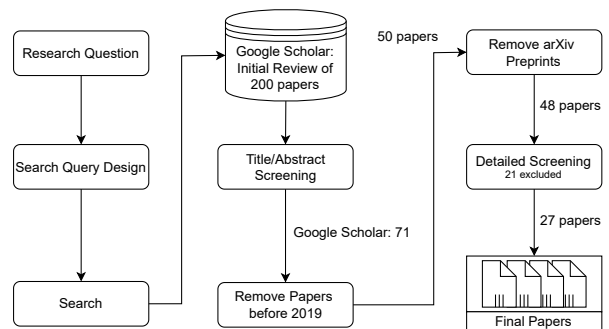 Research Question
Search Query Design
Search
Google Scholar:
Initial Review of
200 papers
Title/Abstract
Screening
Google Scholar: 71
Remove Papers
before 2019
50 papers
Remove arXiv
Preprints
48 papers
Detailed Screening
21 excluded
27 papers
Final Papers